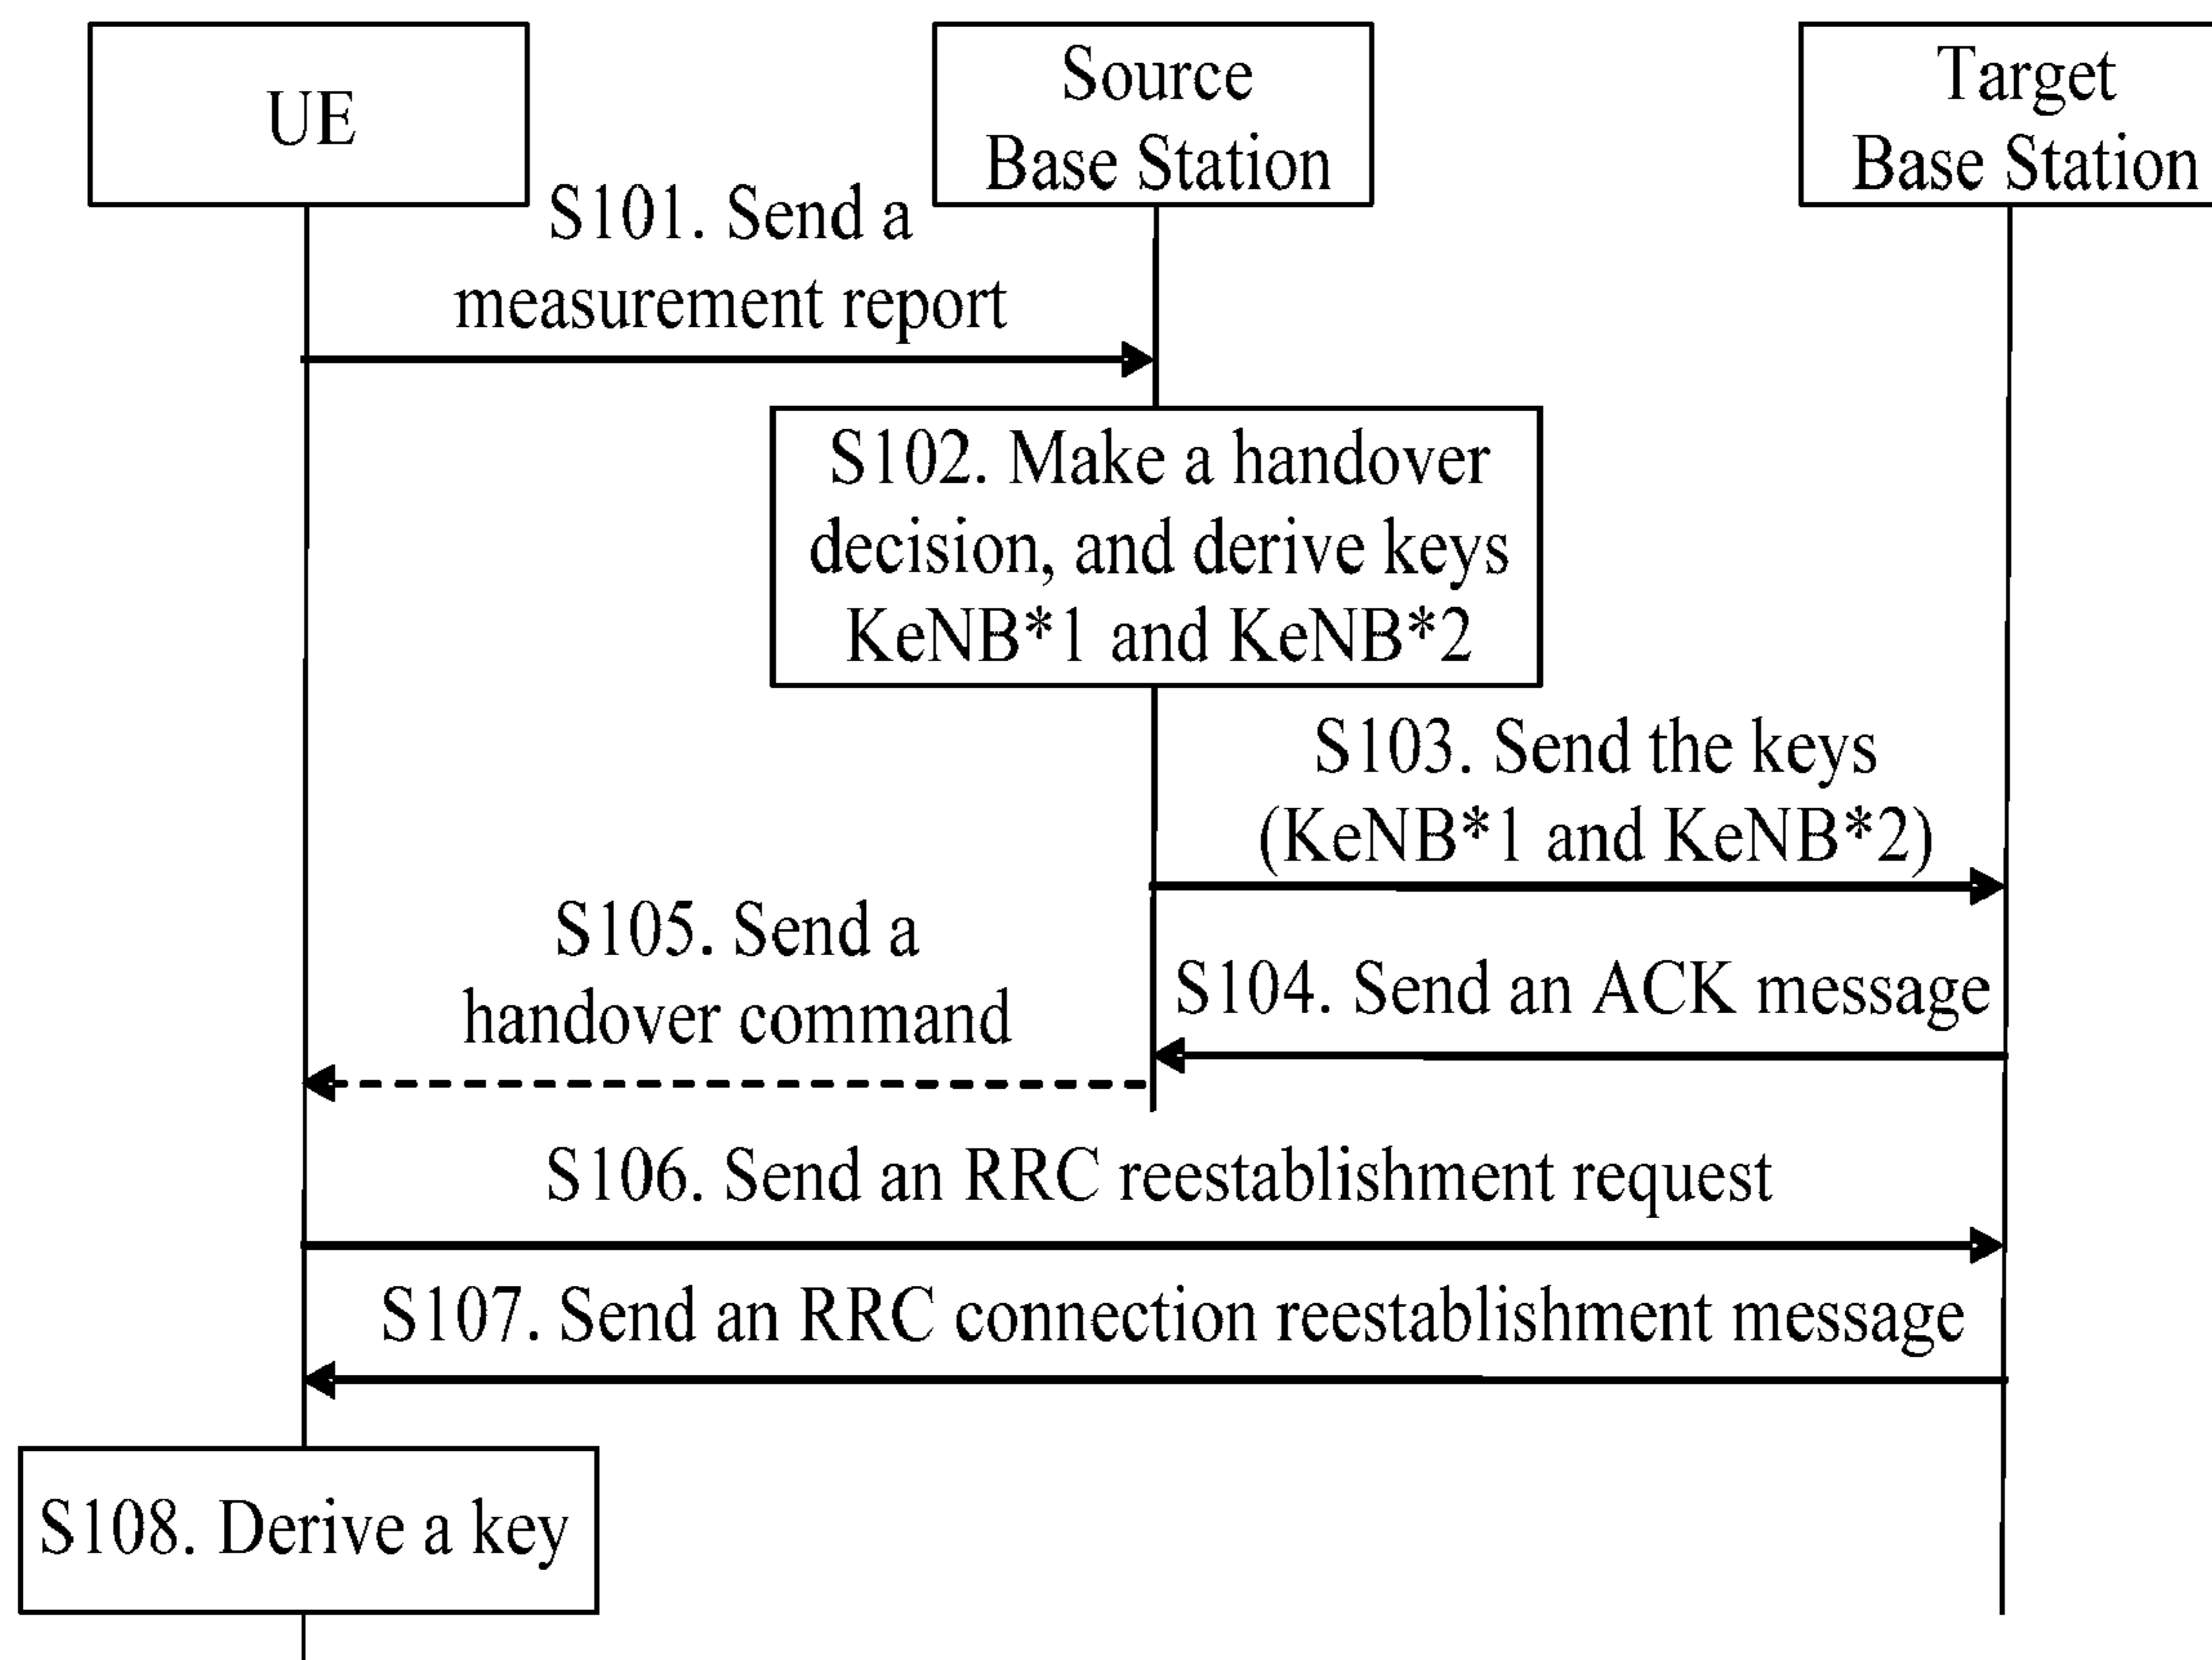 UE
Source
Base Station
Target
Base Station
S101. Send a
measurement report
S102. Make a handover
decision, and derive keys
KeNB*1 and KeNB*2
S103. Send the keys
(KeNB*1 and KeNB*2)
S104. Send an ACK message
S105. Send a
handover command
S106. Send an RRC reestablishment request
S107. Send an RRC connection reestablishment message
S108. Derive a key